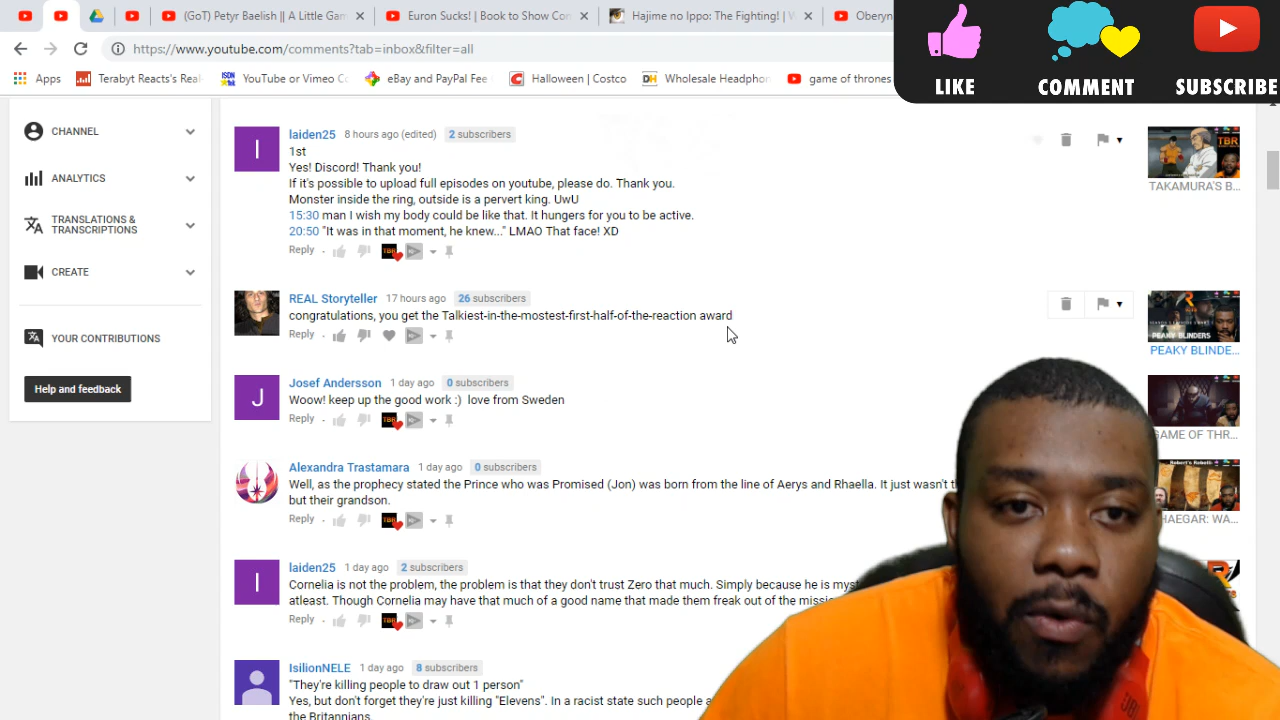 (GoT) Petyr Baelish || A Little Gam
Euron Sucks! | Book to Show Con
Hajime no Ippo: The Fighting! | W
Oberyn
https://www.youtube.com/comments?tab=inbox&filter=all
Apps
Terabyt Reacts's Real-
YouTube or Vimeo Co
eBay and PayPal Fee
Halloween | Costco
Wholesale Headphon
game of thrones
LIKE
COMMENT
SUBSCRIBE
CHANNEL
ANALYTICS
TRANSLATIONS &
TRANSCRIPTIONS
CREATE
YOUR CONTRIBUTIONS
Help and feedback
I
laiden25 8 hours ago (edited) 2 subscribers
1st
Yes! Discord! Thank you!
If it's possible to upload full episodes on youtube, please do. Thank you.
Monster inside the ring, outside is a pervert king. UwU
15:30 man I wish my body could be like that. It hungers for you to be active.
20:50 "It was in that moment, he knew..." LMAO That face! XD
Reply
TBR
TBR
TAKAMURA'S B...
REAL Storyteller 17 hours ago 26 subscribers
congratulations, you get the Talkiest-in-the-mostest-first-half-of-the-reaction award
Reply
PEAKY BLINDERS
PEAKY BLINDE...
J
Josef Andersson 1 day ago 0 subscribers
Woow! keep up the good work :) love from Sweden
Reply
TBR
GAME OF THR...
Alexandra Trastamara 1 day ago 0 subscribers
Well, as the prophecy stated the Prince who was Promised (Jon) was born from the line of Aerys and Rhaella. It just wasn't th
but their grandson.
Reply
TBR
Robert's Rebelli
HAEGAR: WA...
I
laiden25 1 day ago 2 subscribers
Cornelia is not the problem, the problem is that they don't trust Zero that much. Simply because he is myst
atleast. Though Cornelia may have that much of a good name that made them freak out of the missi
Reply
TBR
IsilionNELE 1 day ago 8 subscribers
"They're killing people to draw out 1 person"
Yes, but don't forget they're just killing "Elevens". In a racist state such people a
the Britannians.
JBL